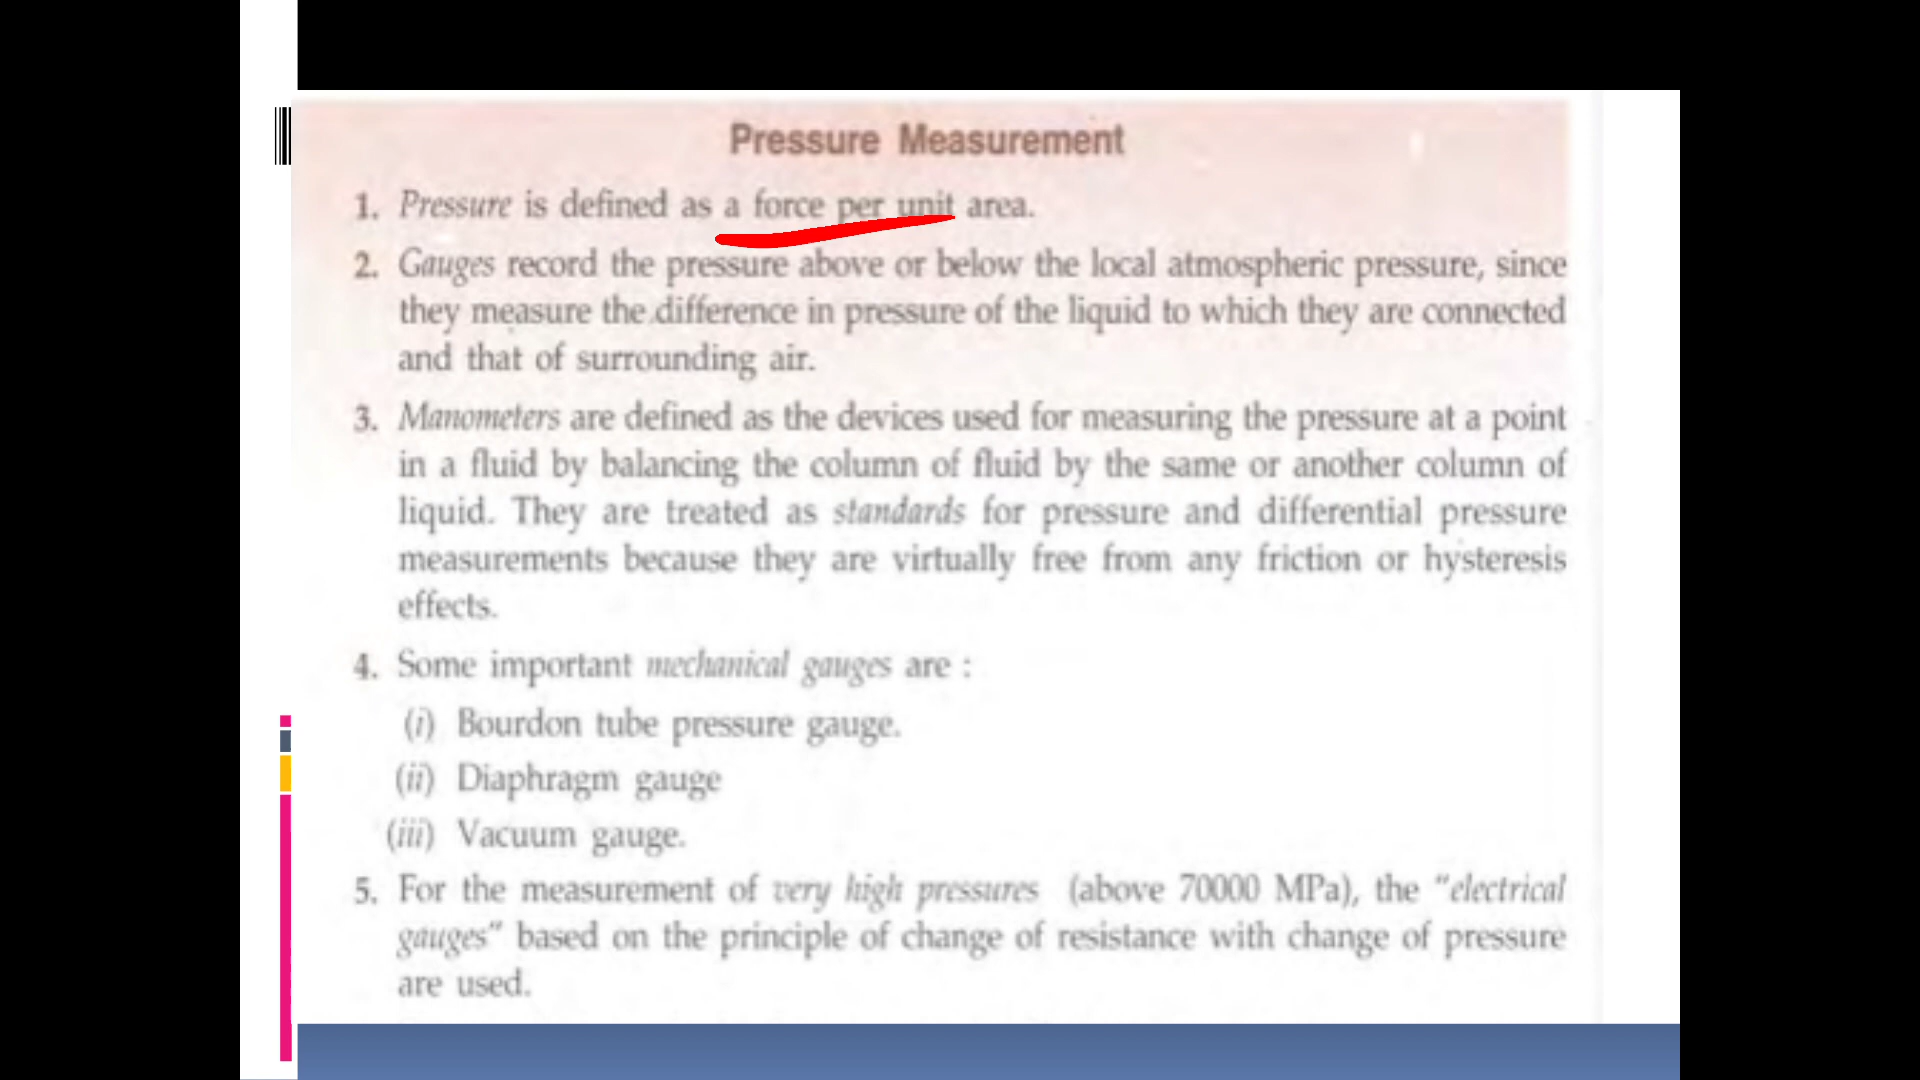 Pressure Measurement
1. Pressure is defined as a force per unit area.
2. Gauges record the pressure above or below the local atmospheric pressure, since
they measure the difference in pressure of the liquid to which they are connected
and that of surrounding air.
3. Manometers are defined as the devices used for measuring the pressure at a point
in a fluid by balancing the column of fluid by the same or another column of
liquid. They are treated as standards for pressure and differential pressure
measurements because they are virtually free from any friction or hysteresis
effects.
4. Some important mechanical gauges are :
(i) Bourdon tube pressure gauge.
(ii) Diaphragm gauge
(iii) Vacuum gauge.
5. For the measurement of very high pressures (above 70000 MPa), the "electrical
gauges" based on the principle of change of resistance with change of pressure
are used.